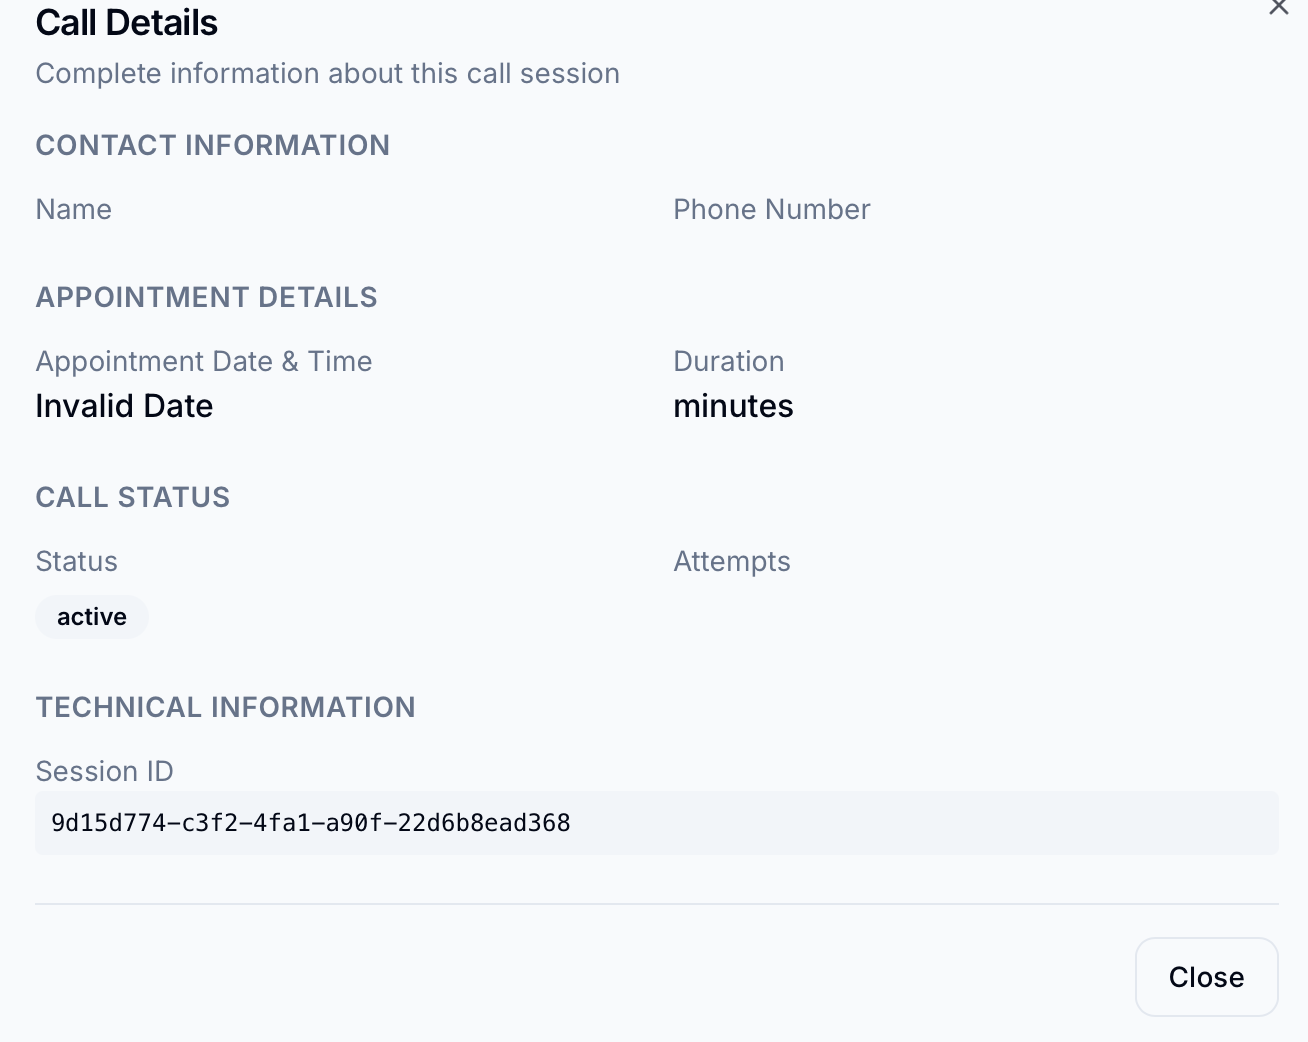 Call Details
Complete information about this call session
CONTACT INFORMATION
Name
Phone Number
APPOINTMENT DETAILS
Appointment Date & Time
Duration
Invalid Date
minutes
CALL STATUS
Status
Attempts
active
TECHNICAL INFORMATION
Session ID
9d15d774-c3f2-4fa1-a90f-22d6b8ead368
Close